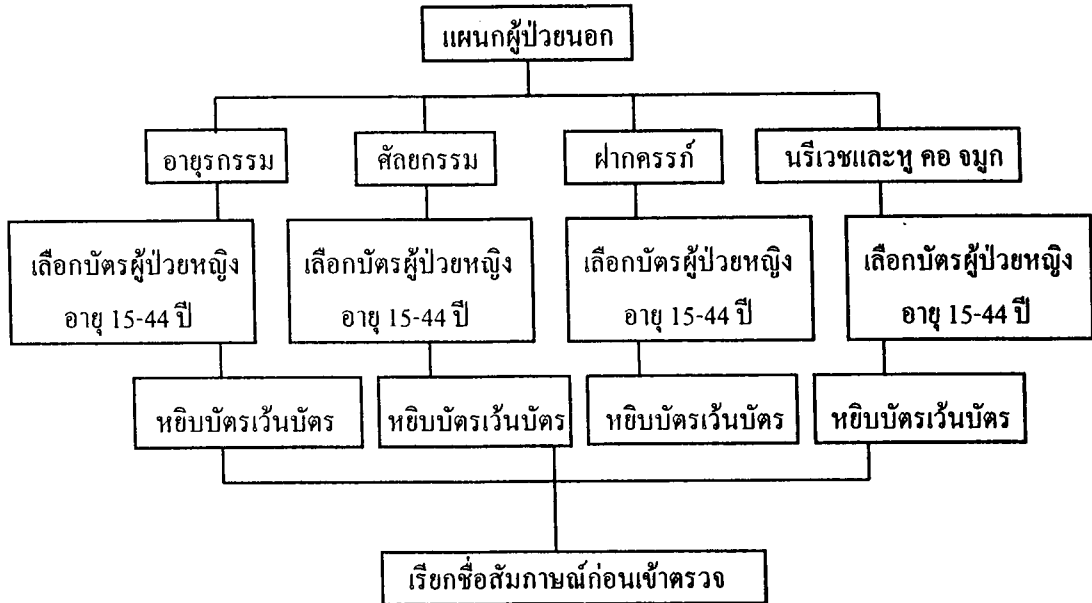 แผนกผู้ป่วยนอก
อายุรกรรม
ศัลยกรรม
ฝากครรภ์
นรีเวชและหู คอ จมูก
เลือกบัตรผู้ป่วยหญิง
อายุ 15-44 ปี
เลือกบัตรผู้ป่วยหญิง
อายุ 15-44 ปี
เลือกบัตรผู้ป่วยหญิง
อายุ 15-44 ปี
เลือกบัตรผู้ป่วยหญิง
อายุ 15-44 ปี
หยิบบัตรเว้นบัตร
หยิบบัตรเว้นบัตร
หยิบบัตรเว้นบัตร
หยิบบัตรเว้นบัตร
เรียกชื่อสัมภาษณ์ก่อนเข้าตรวจ